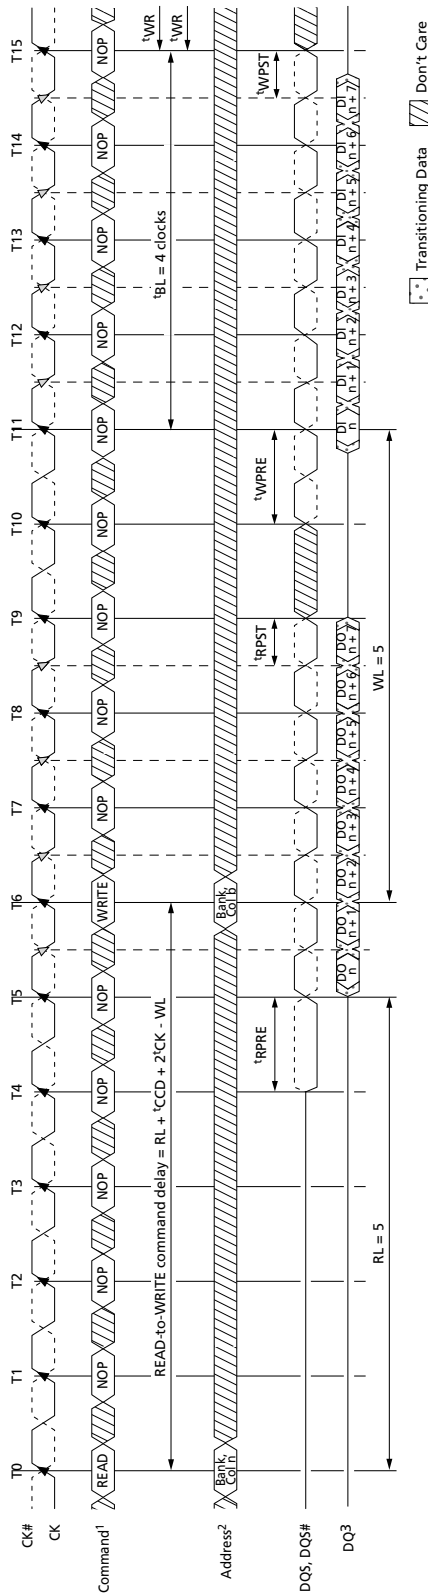 T0 T1 T2 T3 T4 T5 T6 T7 T8 T9 T10 T11 T12 T13 T14 T15
CK#
CK
Command1 READ NOP NOP NOP NOP NOP WRITE NOP NOP NOP NOP NOP NOP NOP NOP NOP
tWR
tWR
READ-to-WRITE command delay = RL + tCCD + 2tCK - WL
tBL = 4 clocks
Address2 Bank, Col n Bank, Col b
tRPRE tRPST tWPRE tWPST
DQS, DQS#
DQ3 DO n DO n + 1 DO n + 2 DO n + 3 DO n + 4 DO n + 5 DO n + 6 DO n + 7 DI n DI n + 1 DI n + 2 DI n + 3 DI n + 4 DI n + 5 DI n + 6 DI n + 7
RL = 5 WL = 5
Transitioning Data Don't Care